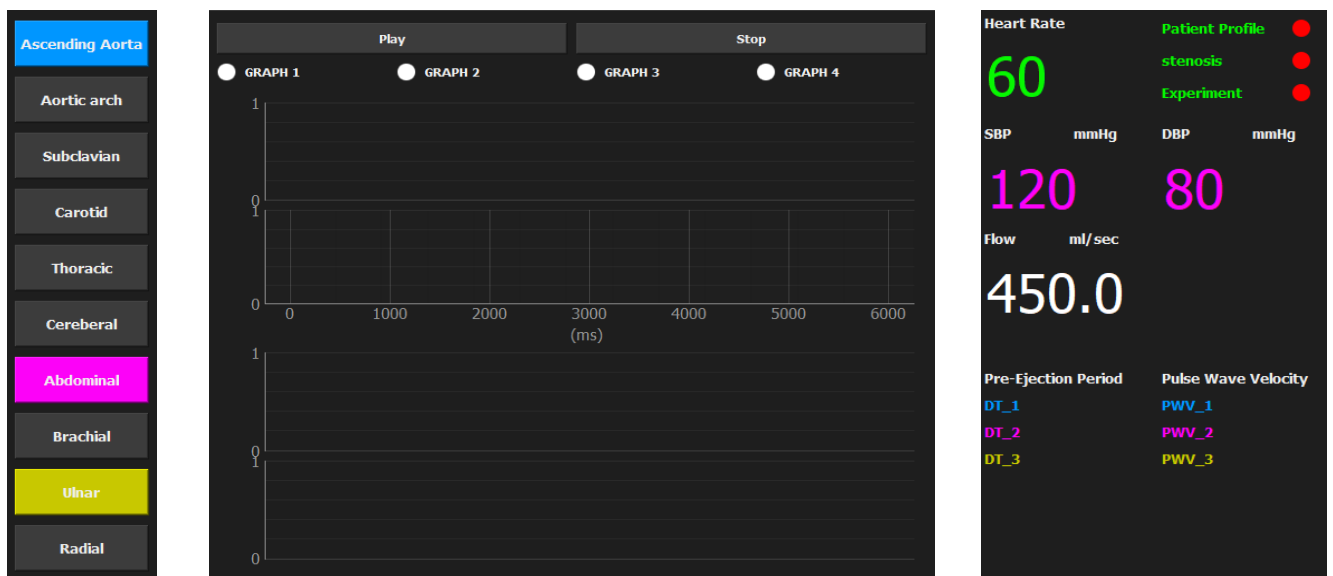 Ascending Aorta
Aortic arch
Subclavian
Carotid
Thoracic
Cereberal
Abdominal
Brachial
Ulnar
Radial
Play Stop
GRAPH 1 GRAPH 2 GRAPH 3 GRAPH 4
1
0
1
0
0 1000 2000 3000 4000 5000 6000
(ms)
1
0
1
0
Heart Rate
60
Patient Profile
stenosis
Experiment
SBP mmHg DBP mmHg
120 80
Flow ml/sec
450.0
Pre-Ejection Period Pulse Wave Velocity
DT_1 PWV_1
DT_2 PWV_2
DT_3 PWV_3